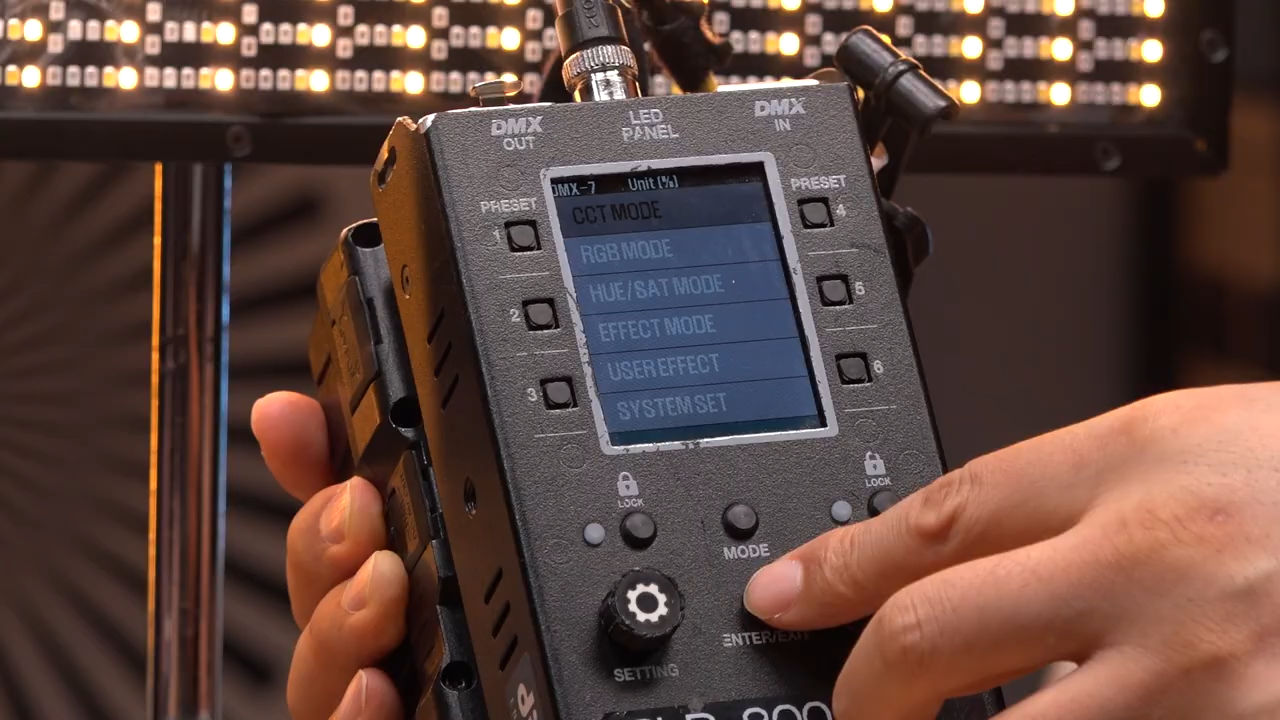 DMX
OUT
LED
PANEL
DMX
IN
PRESET
1
2
3
DMX-7 Unit [%]
CCT MODE
RGB MODE
HUE/SAT MODE
EFFECT MODE
USER EFFECT
SYSTEM SET
PRESET
4
5
6
LOCK
LOCK
MODE
ENTER/EXIT
SETTING
800